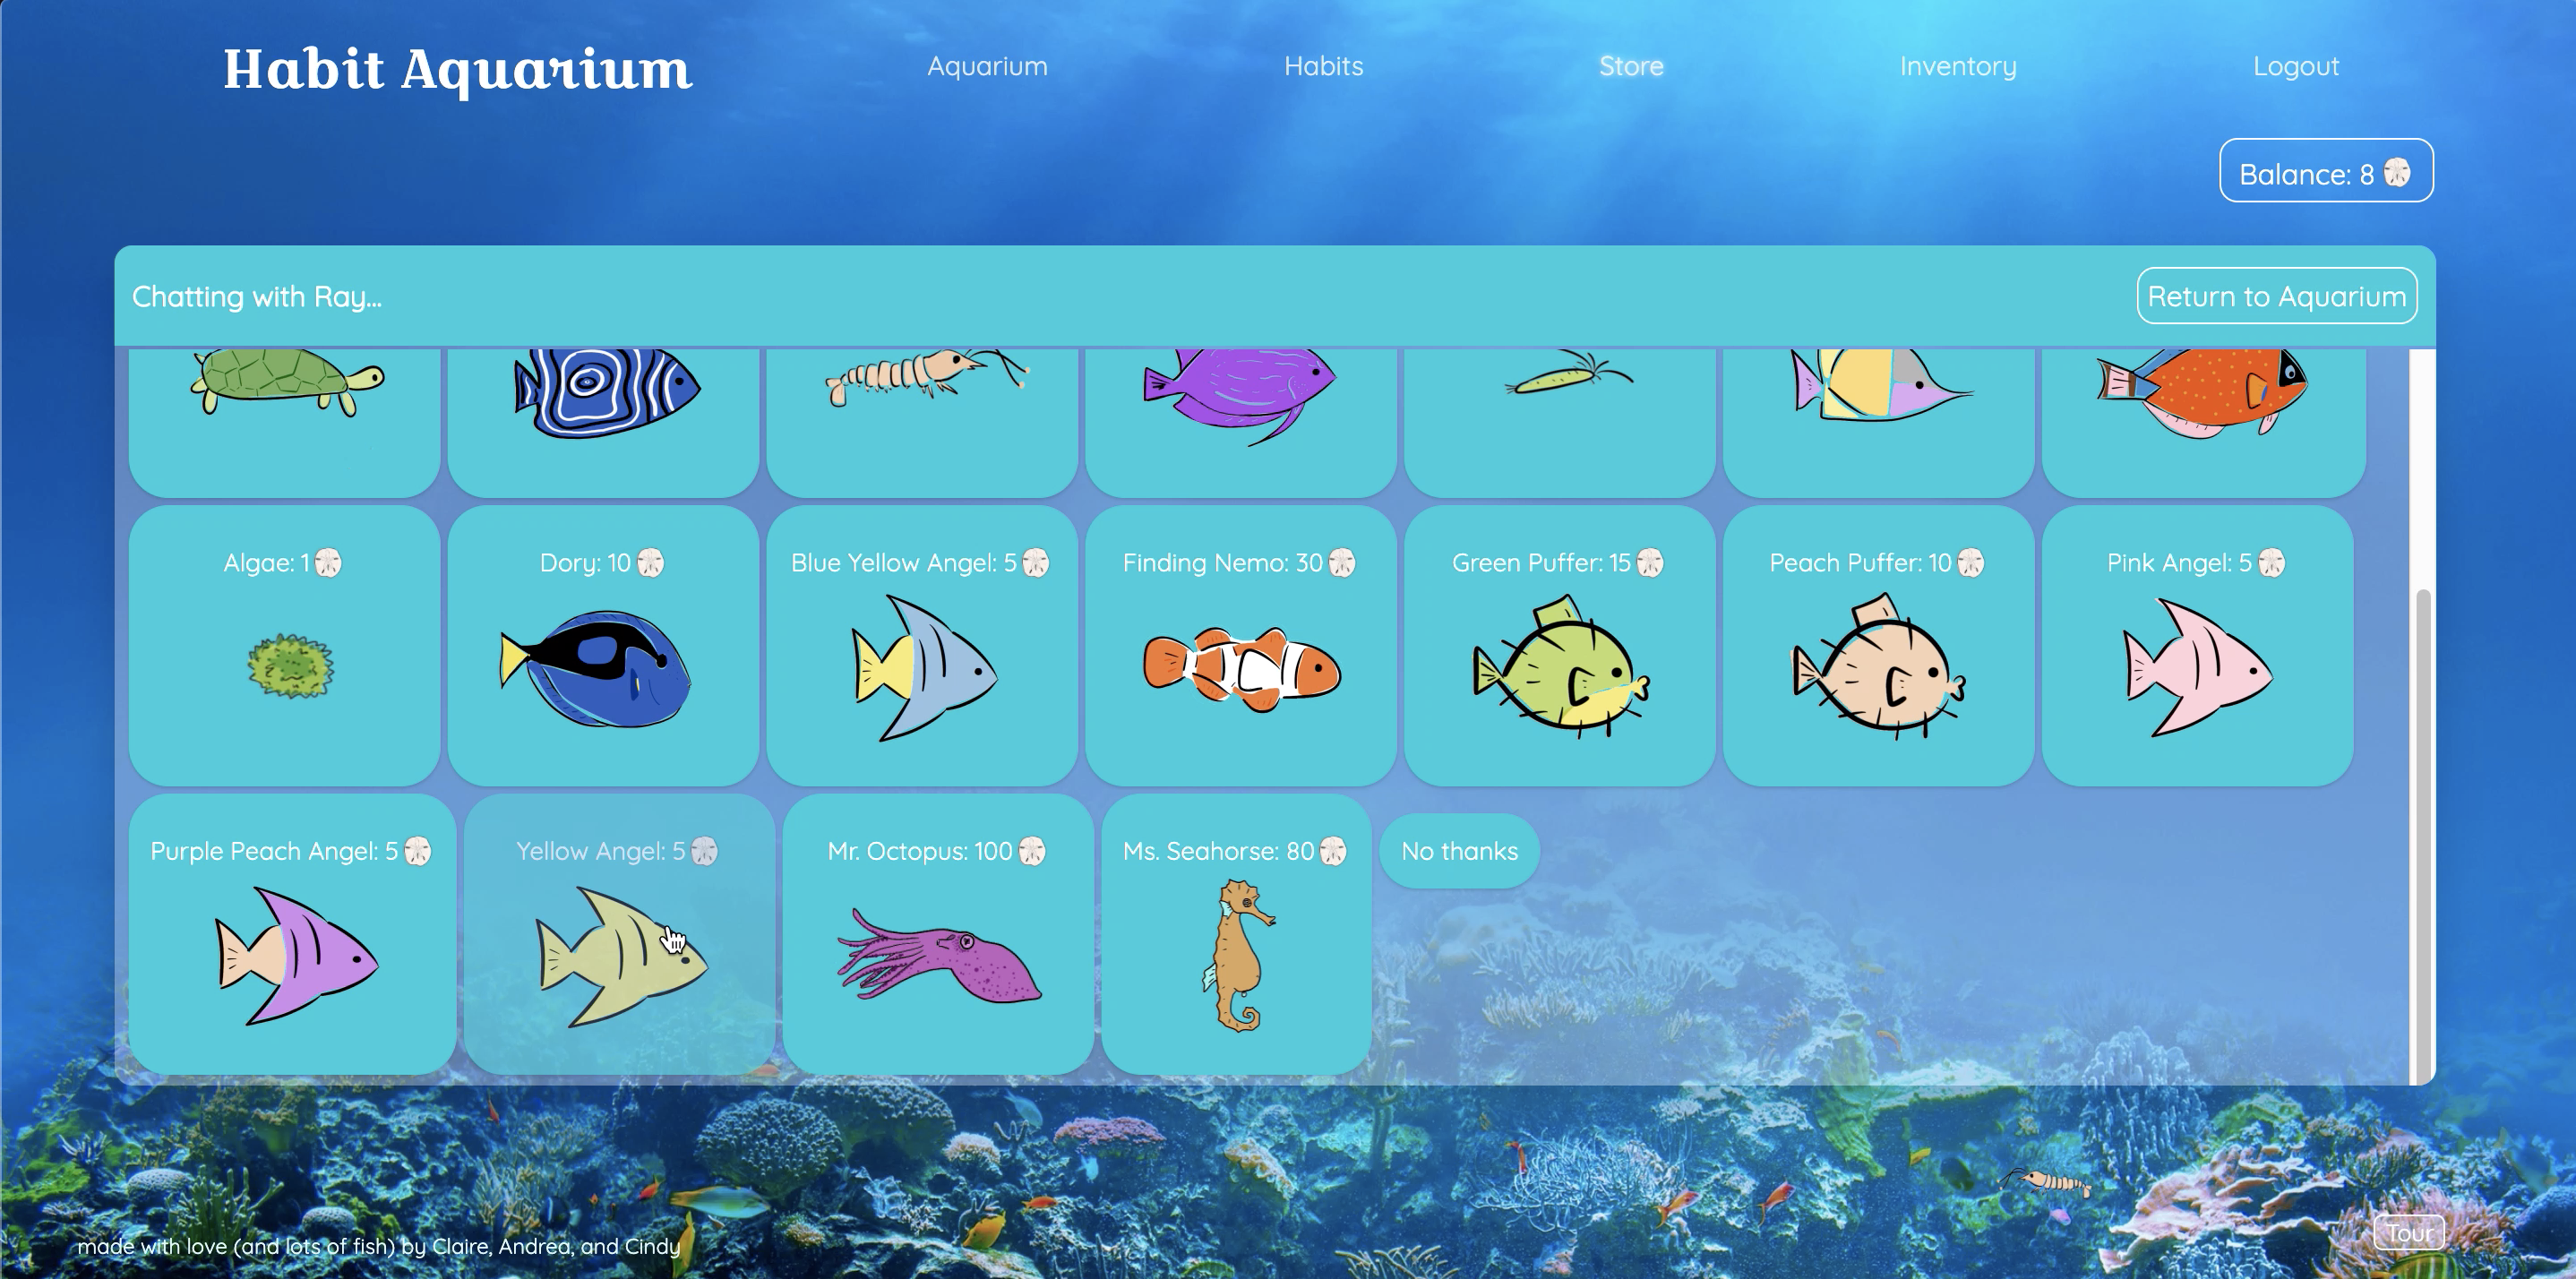 Habit Aquarium
Aquarium
Habits
Store
Inventory
Logout
Balance: 8
Chatting with Ray...
Return to Aquarium
Algae: 1
Dory: 10
Blue Yellow Angel: 5
Finding Nemo: 30
Green Puffer: 15
Peach Puffer: 10
Pink Angel: 5
Purple Peach Angel: 5
Yellow Angel: 5
Mr. Octopus: 100
Ms. Seahorse: 80
No thanks
made with love (and lots of fish) by Claire, Andrea, and Cindy
Tour